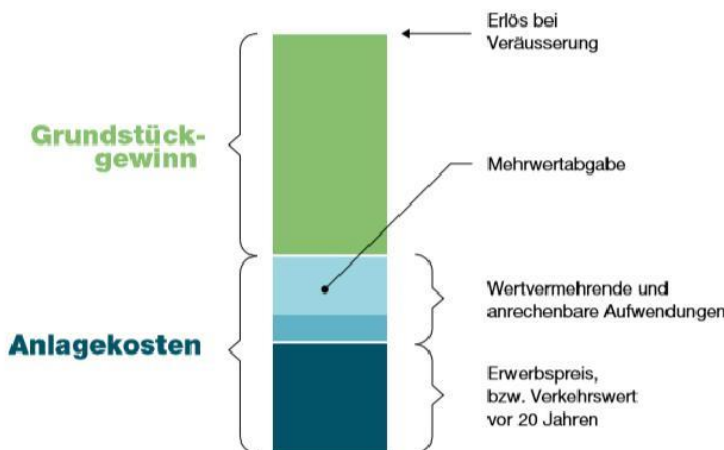 Erlös bei
Veräusserung
Grundstück-
gewinn
Mehrwertabgabe
Wertvermehrende und
anrechenbare Aufwendungen
Anlagekosten
Erwerbspreis,
bzw. Verkehrswert
vor 20 Jahren